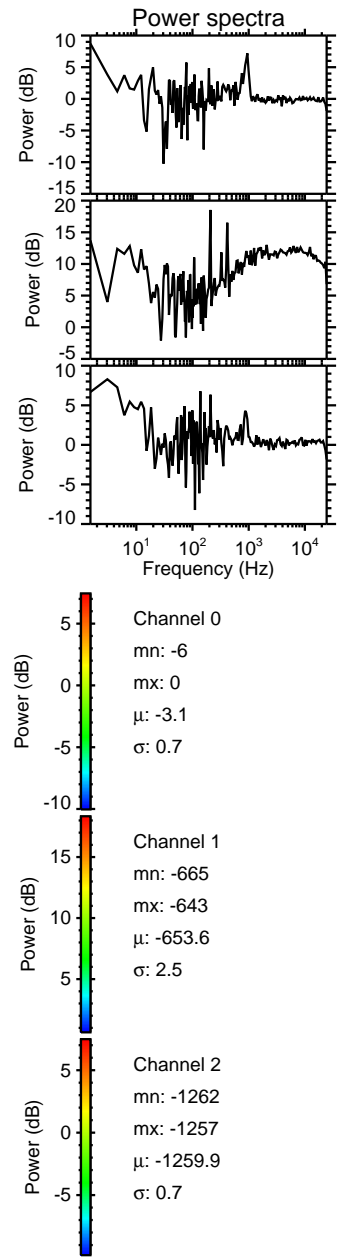 Power spectra
10
5
0
-5
-10
-15
Power (dB)
20
15
10
5
0
-5
Power (dB)
10
5
0
-5
-10
Power (dB)
10¹ 10² 10³ 10⁴
Frequency (Hz)
5
0
-5
-10
Power (dB)
Channel 0
mn: -6
mx: 0
μ: -3.1
σ: 0.7
15
10
5
Power (dB)
Channel 1
mn: -665
mx: -643
μ: -653.6
σ: 2.5
5
0
-5
Power (dB)
Channel 2
mn: -1262
mx: -1257
μ: -1259.9
σ: 0.7